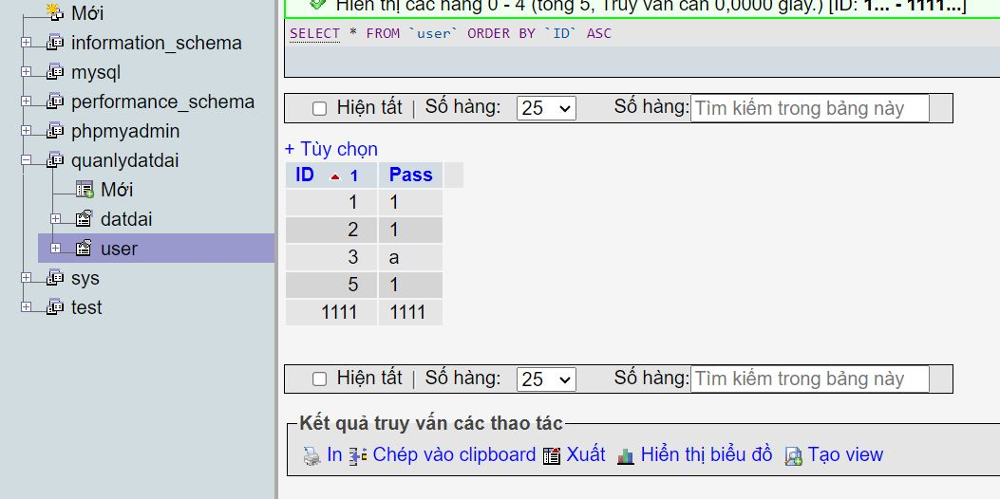 Mới
information_schema
mysql
performance_schema
phpmyadmin
quanlydatdai
Mới
datdai
user
sys
test
Hiển thị các hàng 0 - 4 (tổng 5, Truy vấn cần 0,0000 giây.) [ID: 1... - 1111...]
SELECT * FROM `user` ORDER BY `ID` ASC
Hiện tất | Số hàng: 25 Số hàng: Tìm kiếm trong bảng này
+ Tùy chọn
ID 1 Pass
1 1
2 1
3 a
5 1
1111 1111
Hiện tất | Số hàng: 25 Số hàng: Tìm kiếm trong bảng này
Kết quả truy vấn các thao tác
In Chép vào clipboard Xuất Hiển thị biểu đồ Tạo view